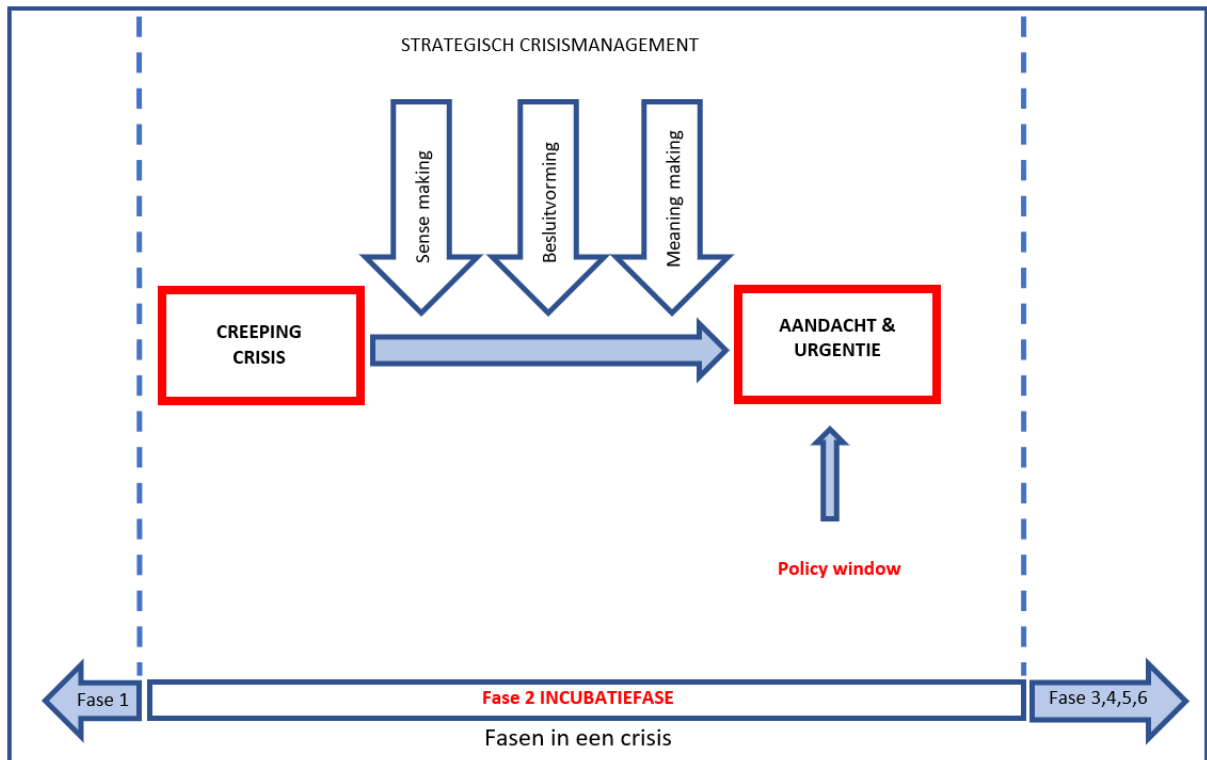 STRATEGISCH CRISISMANAGEMENT
Sense making
Besluitvorming
Meaning making
CREEPING
CRISIS
AANDACHT &
URGENTIE
Policy window
Fase 1
Fase 2 INCUBATIEFASE
Fase 3,4,5,6
Fasen in een crisis